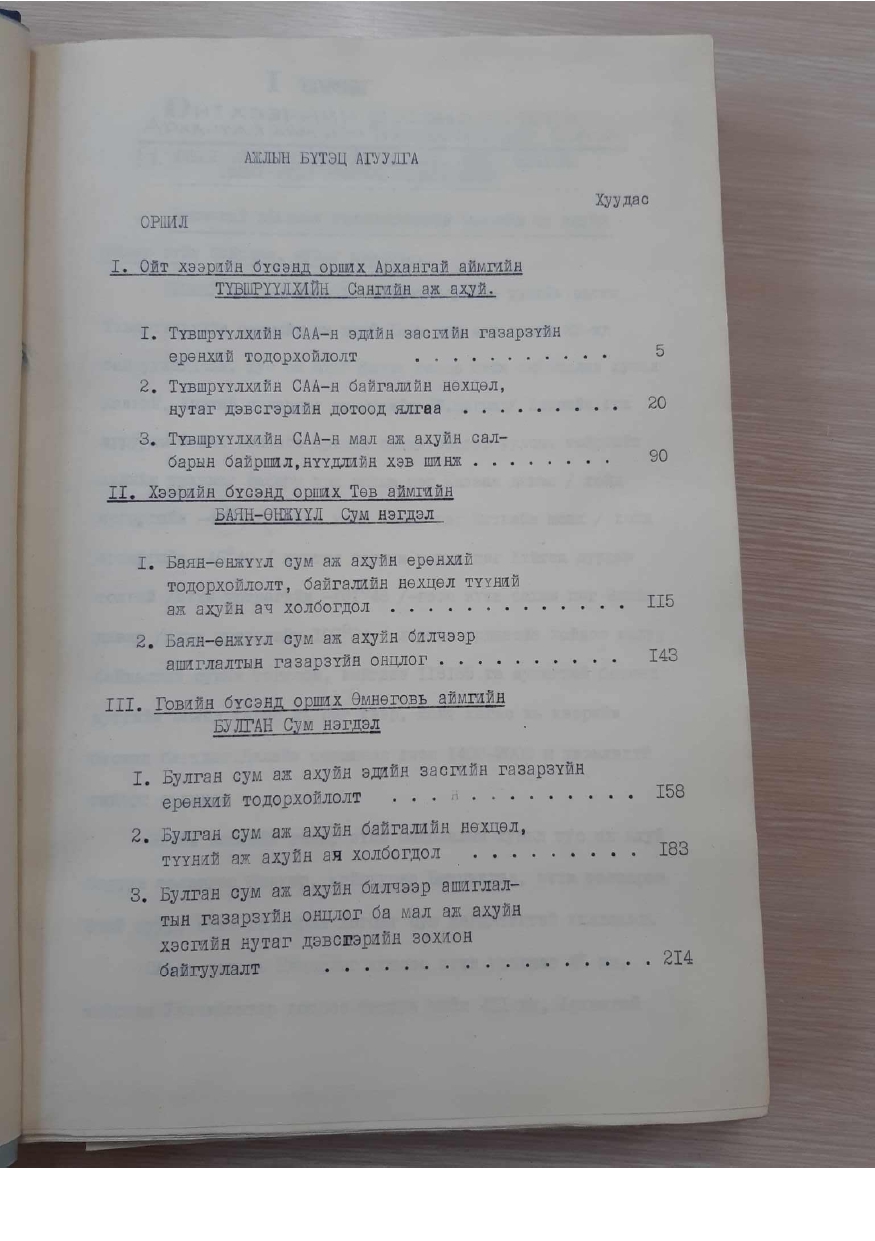 АЖЛЫН БҮТЭЦ АГУУЛГА
Хуудас
ОРШИЛ
I. Ойт хээрийн бүсэнд орших Архангай аймгийн
ТҮВШРҮҮЛХИЙН Сангийн аж ахуй.
I. Түвшрүүлхийн САА-н эдийн засгийн газарзүйн
ерөнхий тодорхойлолт . . . . . . . . . . . 5
2. Түвшрүүлхийн САА-н байгалийн нөхцөл,
нутаг дэвсгэрийн дотоод ялгаа . . . . . . . . . . 20
3. Түвшрүүлхийн САА-н мал аж ахуйн сал-
барын байршил,нүүдлийн хэв шинж . . . . . . . . 90
II. Хээрийн бүсэнд орших Төв аймгийн
БАЯН-ӨНЖҮҮЛ Сум нэгдэл
I. Баян-өнжүүл сум аж ахуйн ерөнхий
тодорхойлолт, байгалийн нөхцөл түүний
аж ахуйн ач холбогдол . . . . . . . . . . . . . . II5
2. Баян-өнжүүл сум аж ахуйн билчээр
ашиглалтын газарзүйн онцлог . . . . . . . . . . I43
III. Говийн бүсэнд орших Өмнөговь аймгийн
БУЛГАН Сум нэгдэл
I. Булган сум аж ахуйн эдийн засгийн газарзүйн
ерөнхий тодорхойлолт . . . . . . . . . . . . . I58
2. Булган сум аж ахуйн байгалийн нөхцөл,
түүний аж ахуйн ач холбогдол . . . . . . . . . I83
3. Булган сум аж ахуйн билчээр ашиглал-
тын газарзүйн онцлог ба мал аж ахуйн
хэсгийн нутаг дэвсгэрийн зохион
байгуулалт . . . . . . . . . . . . . . . . . 2I4